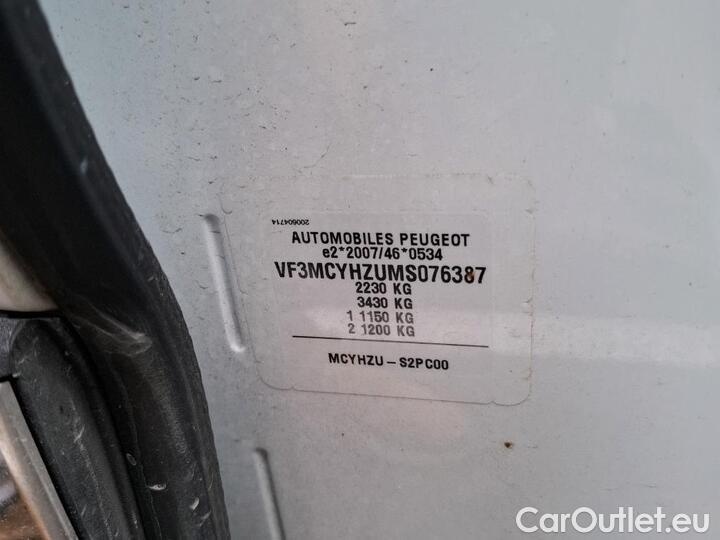 200604714
AUTOMOBILES PEUGEOT
e2*2007/46*0534
VF3MCYHZUMS076387
2230 KG
3430 KG
1 1150 KG
2 1200 KG
MCYHZU-S2PC00
CarOutlet.eu